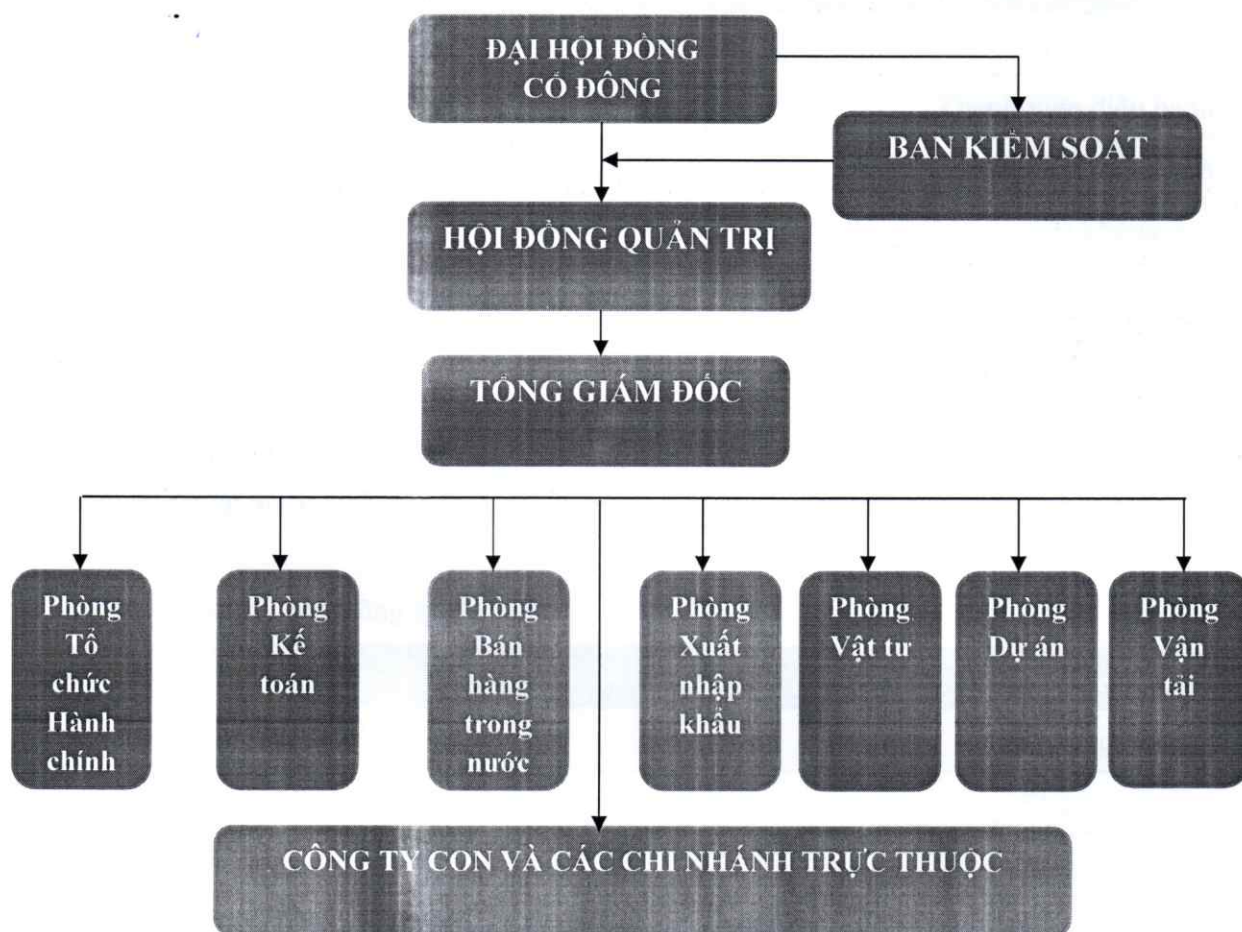 ĐẠI HỘI ĐỒNG
CỔ ĐÔNG
BAN KIỂM SOÁT
HỘI ĐỒNG QUẢN TRỊ
TỔNG GIÁM ĐỐC
Phòng
Tổ
chức
Hành
chính
Phòng
Kế
toán
Phòng
Bán
hàng
trong
nước
Phòng
Xuất
nhập
khẩu
Phòng
Vật tư
Phòng
Dự án
Phòng
Vận
tải
CÔNG TY CON VÀ CÁC CHI NHÁNH TRỰC THUỘC